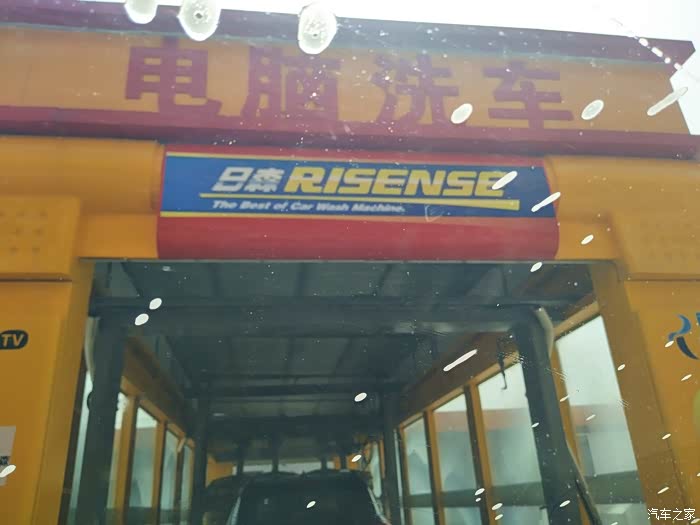 电脑洗车
日森 RISENSE
The Best of Car Wash Machine.
TV
汽车之家